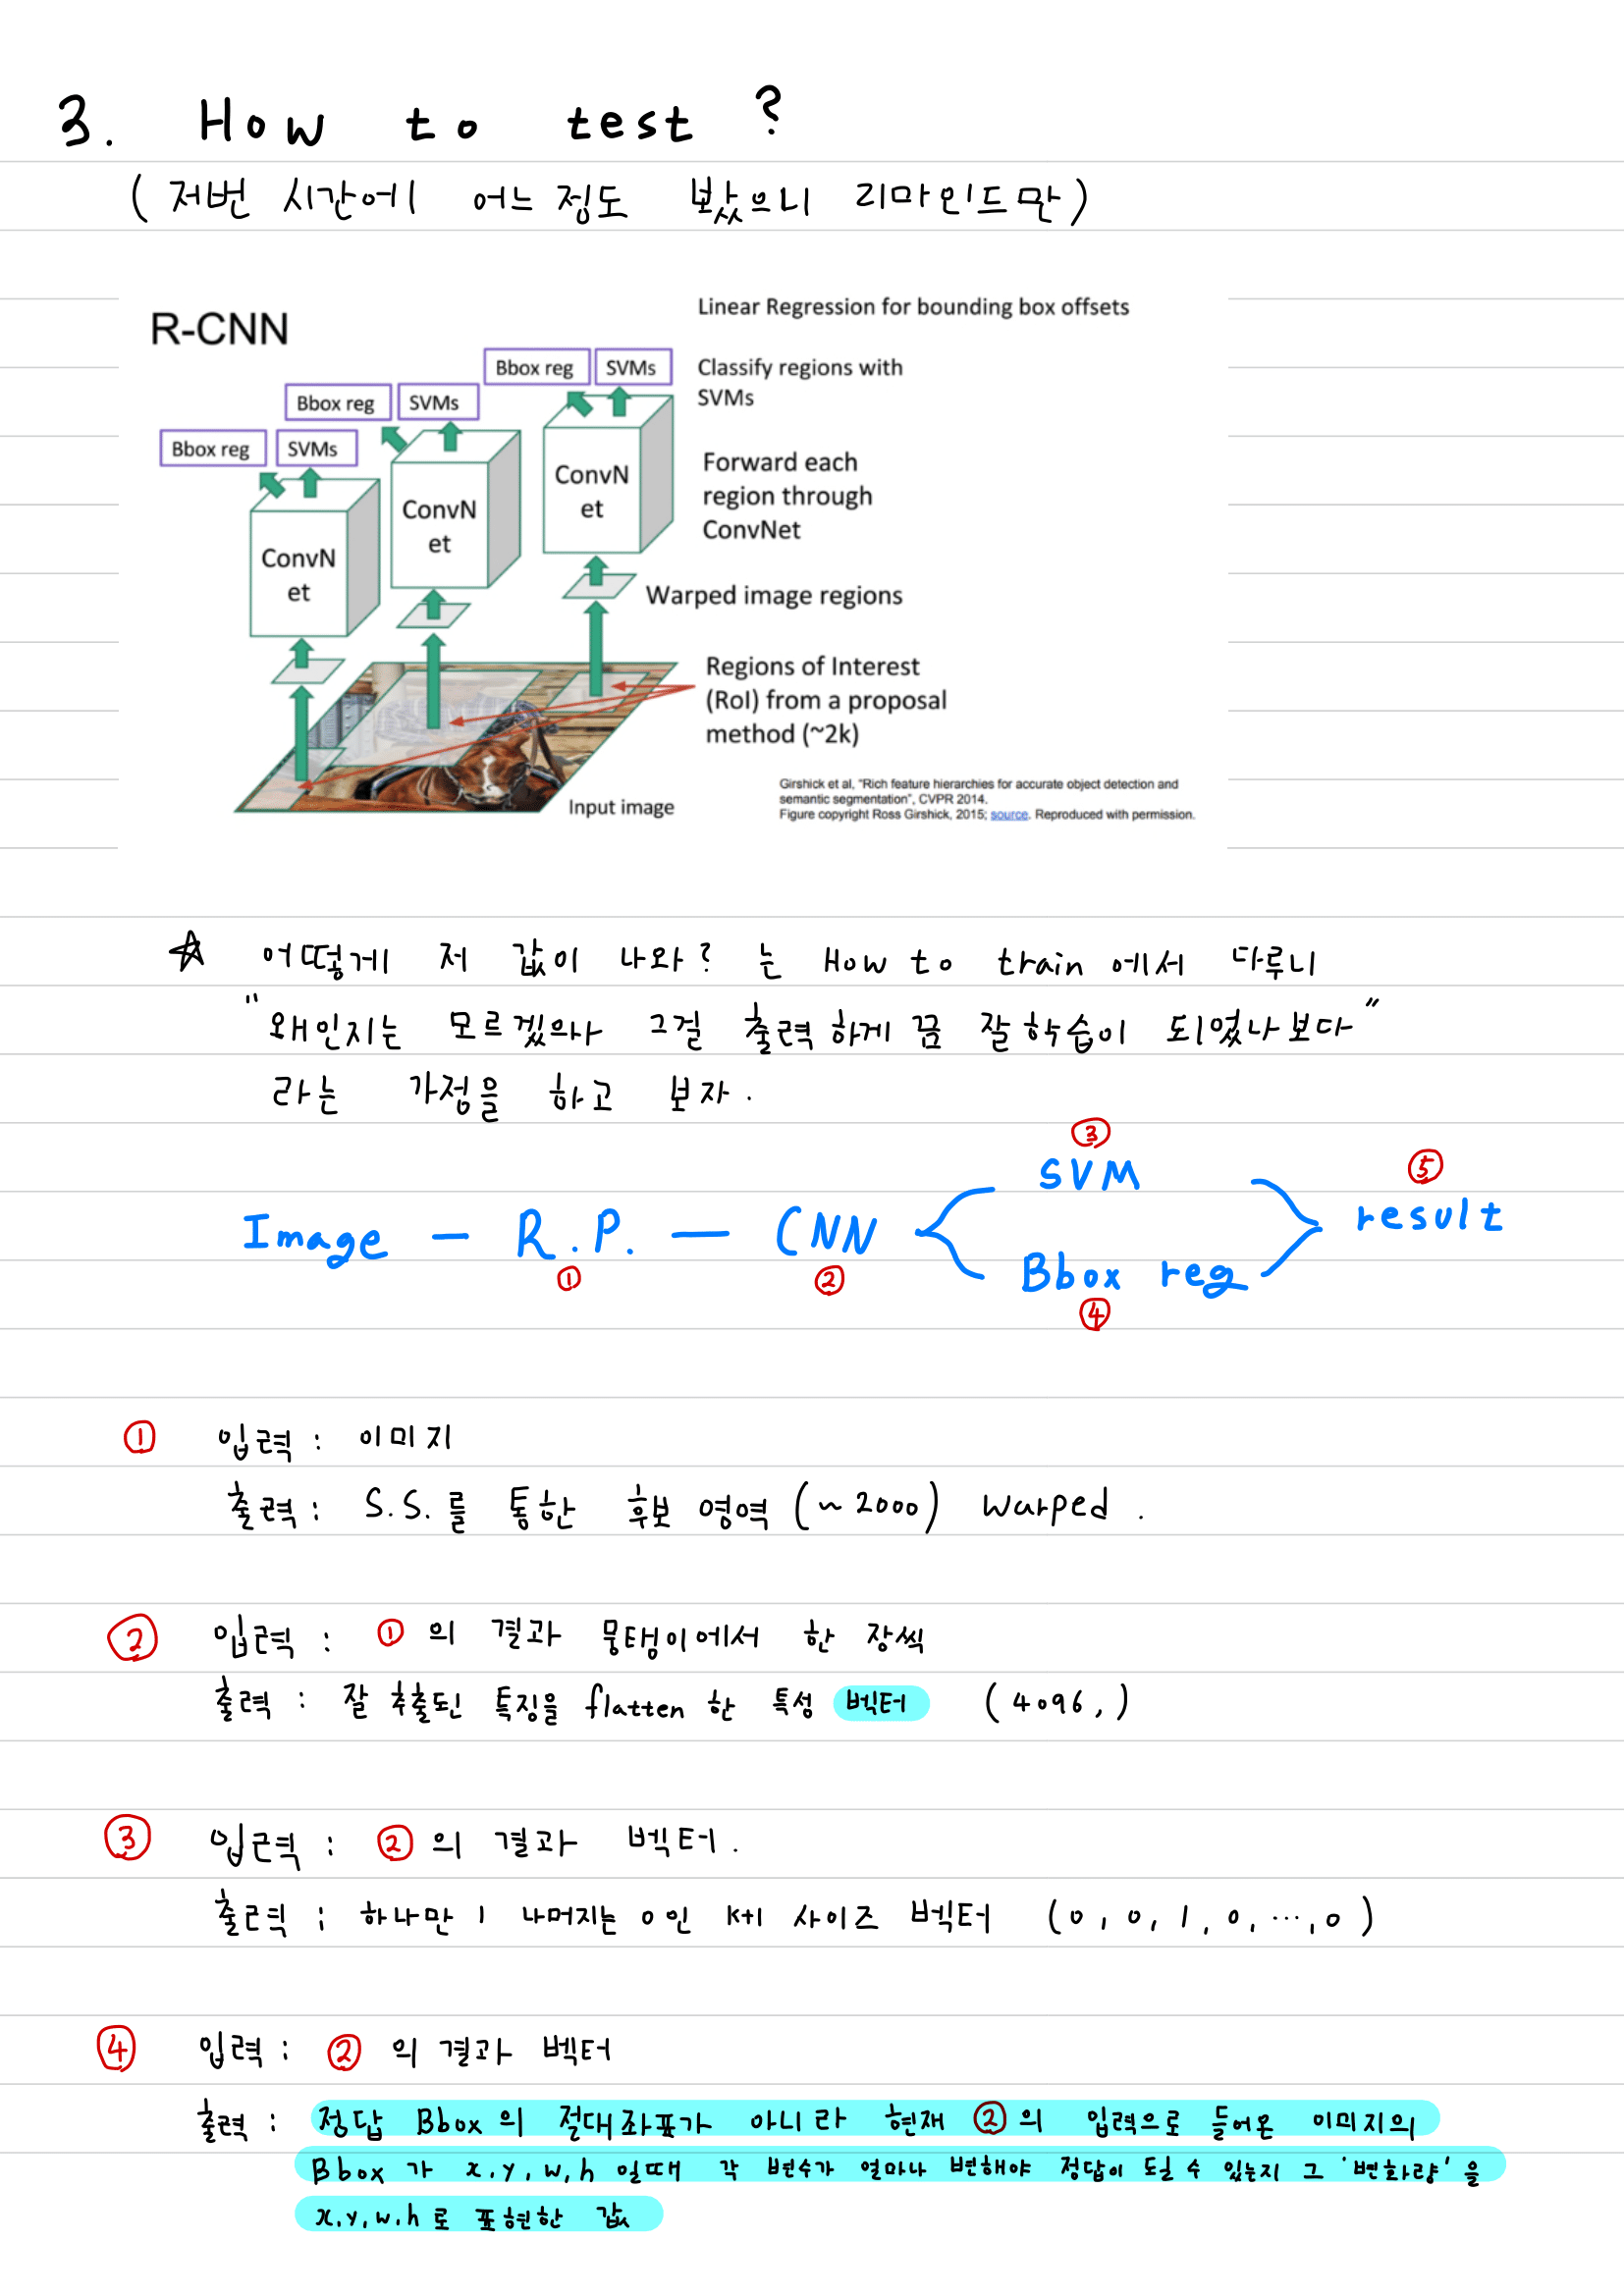 3. How to test ?
( 저번 시간에 어느정도 봤으니 리마인드만 )
R-CNN
Linear Regression for bounding box offsets
Bbox reg SVMs
Classify regions with
SVMs
Bbox reg SVMs
Bbox reg SVMs
Forward each
region through
ConvNet
ConvN
et
ConvN
et
ConvN
et
Warped image regions
Regions of Interest
(RoI) from a proposal
method (~2k)
Input image
Girshick et al, "Rich feature hierarchies for accurate object detection and
semantic segmentation", CVPR 2014.
Figure copyright Ross Girshick, 2015; source. Reproduced with permission.
☆ 어떻게 저 값이 나와? 는 How to train 에서 다루니
"왜인지는 모르겠으나 그걸 출력하게끔 잘 학습이 되었나보다"
라는 가정을 하고 보자.
③ ⑤
SVM
Image — R.P. — CNN result
① ②
Bbox reg
④
① 입력 : 이미지
출력 : S.S.를 통한 후보 영역 (~2000) warped .
② 입력 : ① 의 결과 뭉탱이에서 한 장씩
출력 : 잘 추출된 특징을 flatten 한 특성 벡터 (4096,)
③ 입력 : ② 의 결과 벡터.
출력 : 하나만 1 나머지는 0인 k+1 사이즈 벡터 (0, 0, 1, 0, ..., 0)
④ 입력 : ② 의 결과 벡터
출력 : 정답 Bbox 의 절대좌표가 아니라 현재 ②의 입력으로 들어온 이미지의
Bbox 가 x,y,w,h 일때 각 변수가 얼마나 변해야 정답이 될 수 있는지 그 '변화량'을
x,y,w,h로 표현한 값